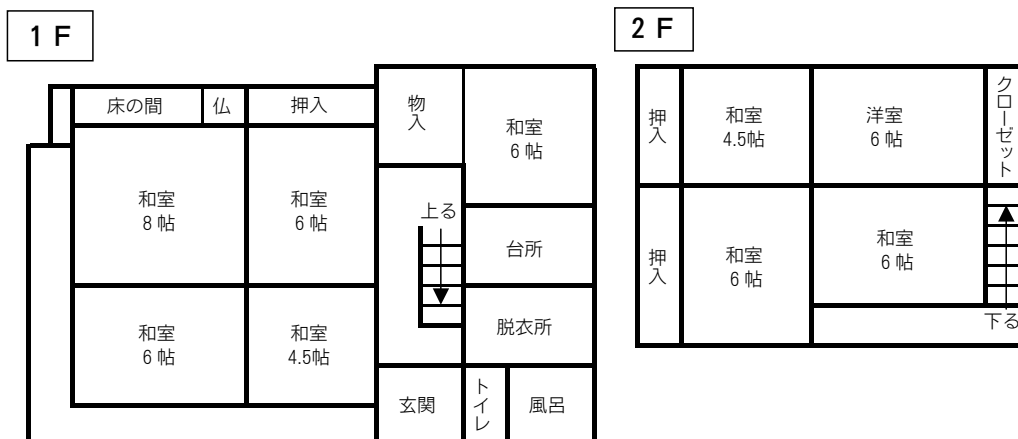 1 F
床の間
仏
押入
物入
和室
6 帖
和室
8 帖
和室
6 帖
上る
台所
和室
6 帖
和室
4.5帖
脱衣所
玄関
トイレ
風呂
2 F
押入
和室
4.5帖
洋室
6 帖
クローゼット
押入
和室
6 帖
和室
6 帖
下る